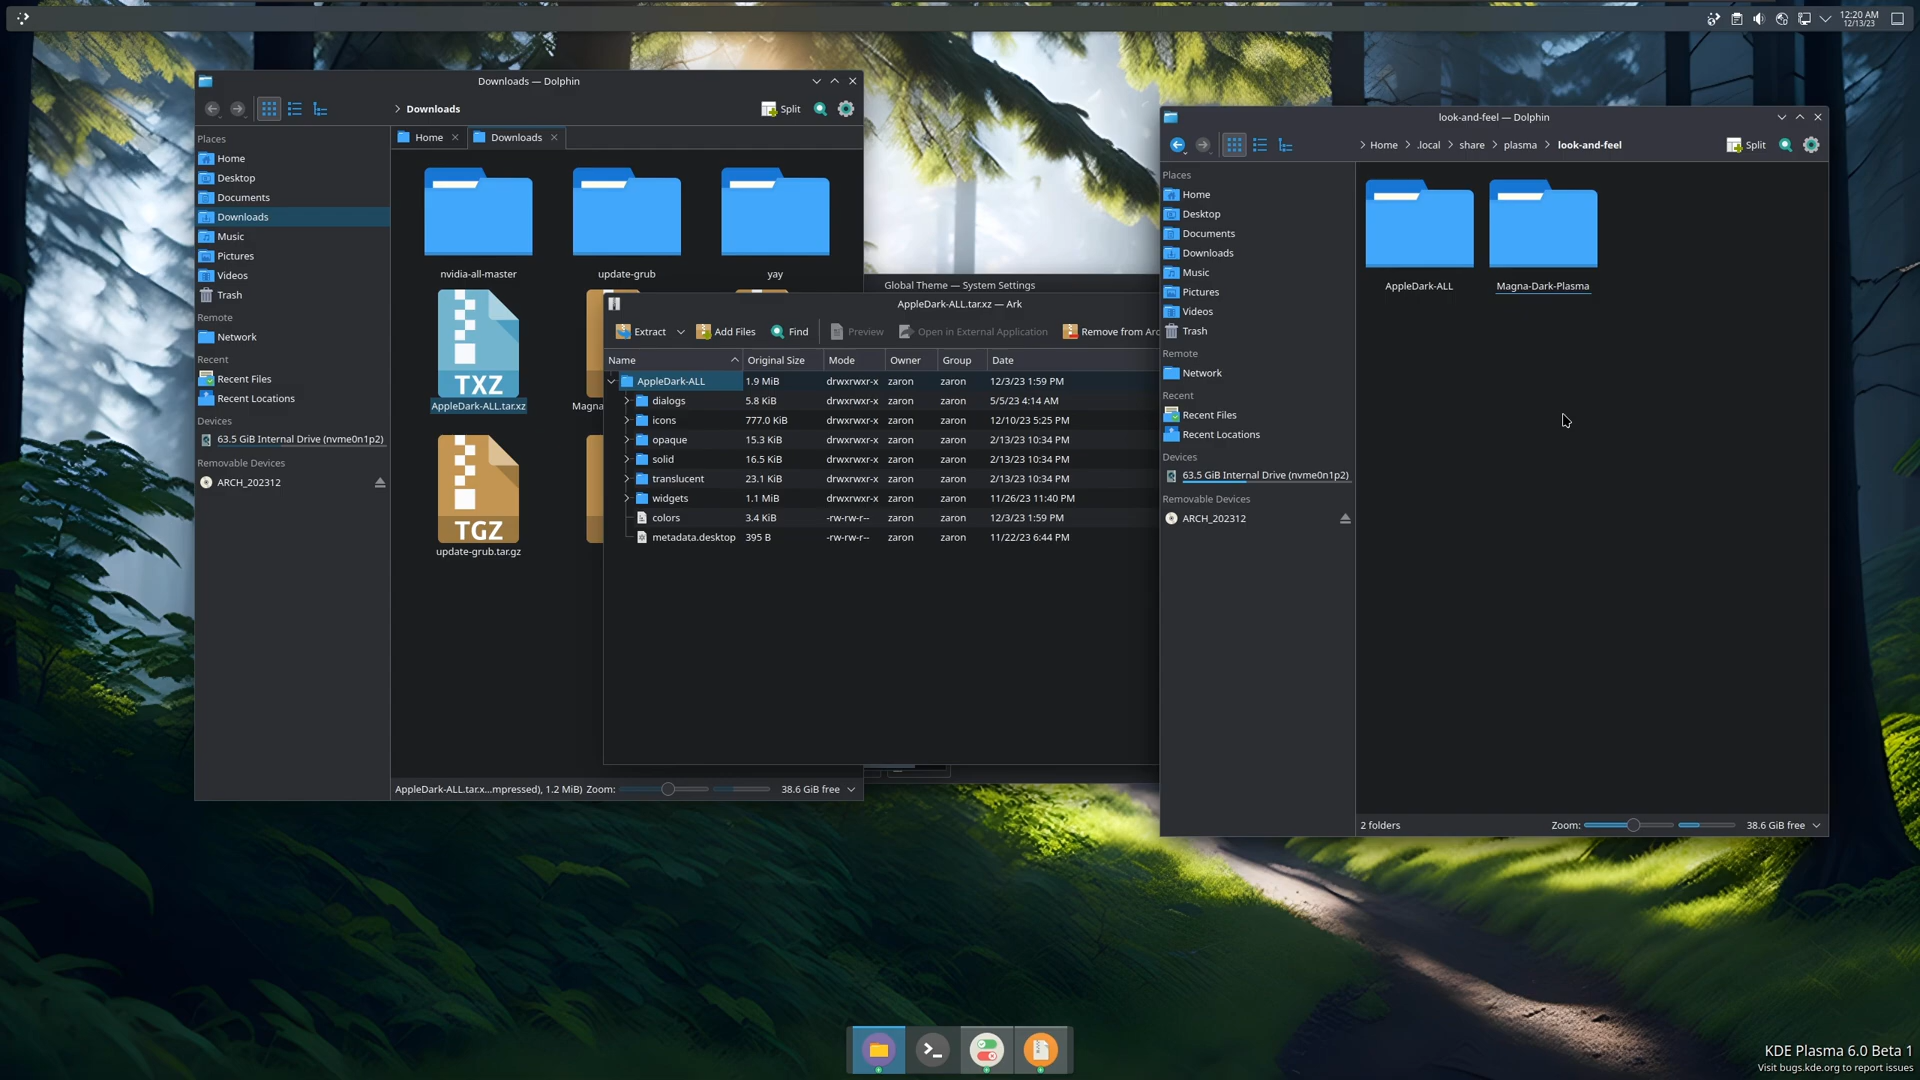 12:20 AM
12/13/23
Downloads — Dolphin
Downloads
Split
Places
Home
Desktop
Documents
Downloads
Music
Pictures
Videos
Trash
Remote
Network
Recent
Recent Files
Recent Locations
Devices
63.5 GiB Internal Drive (nvme0n1p2)
Removable Devices
ARCH_202312
Home
Downloads
nvidia-all-master
update-grub
yay
TXZ
AppleDark-ALL.tar.xz
Magna
TGZ
update-grub.tar.gz
AppleDark-ALL.tar.x...mpressed), 1.2 MiB)
Zoom:
38.6 GiB free
Global Theme — System Settings
AppleDark-ALL.tar.xz — Ark
Extract
Add Files
Find
Preview
Open in External Application
Remove from Arc
Name Original Size Mode Owner Group Date
AppleDark-ALL 1.9 MiB drwxrwxr-x zaron zaron 12/3/23 1:59 PM
dialogs 5.8 KiB drwxrwxr-x zaron zaron 5/5/23 4:14 AM
icons 777.0 KiB drwxrwxr-x zaron zaron 12/10/23 5:25 PM
opaque 15.3 KiB drwxrwxr-x zaron zaron 2/13/23 10:34 PM
solid 16.5 KiB drwxrwxr-x zaron zaron 2/13/23 10:34 PM
translucent 23.1 KiB drwxrwxr-x zaron zaron 2/13/23 10:34 PM
widgets 1.1 MiB drwxrwxr-x zaron zaron 11/26/23 11:40 PM
colors 3.4 KiB -rw-rw-r-- zaron zaron 12/3/23 1:59 PM
metadata.desktop 395 B -rw-rw-r-- zaron zaron 11/22/23 6:44 PM
look-and-feel — Dolphin
Home
.local
share
plasma
look-and-feel
Split
Places
Home
Desktop
Documents
Downloads
Music
Pictures
Videos
Trash
Remote
Network
Recent
Recent Files
Recent Locations
Devices
63.5 GiB Internal Drive (nvme0n1p2)
Removable Devices
ARCH_202312
AppleDark-ALL
Magna-Dark-Plasma
2 folders
Zoom:
38.6 GiB free
KDE Plasma 6.0 Beta 1
Visit bugs.kde.org to report issues